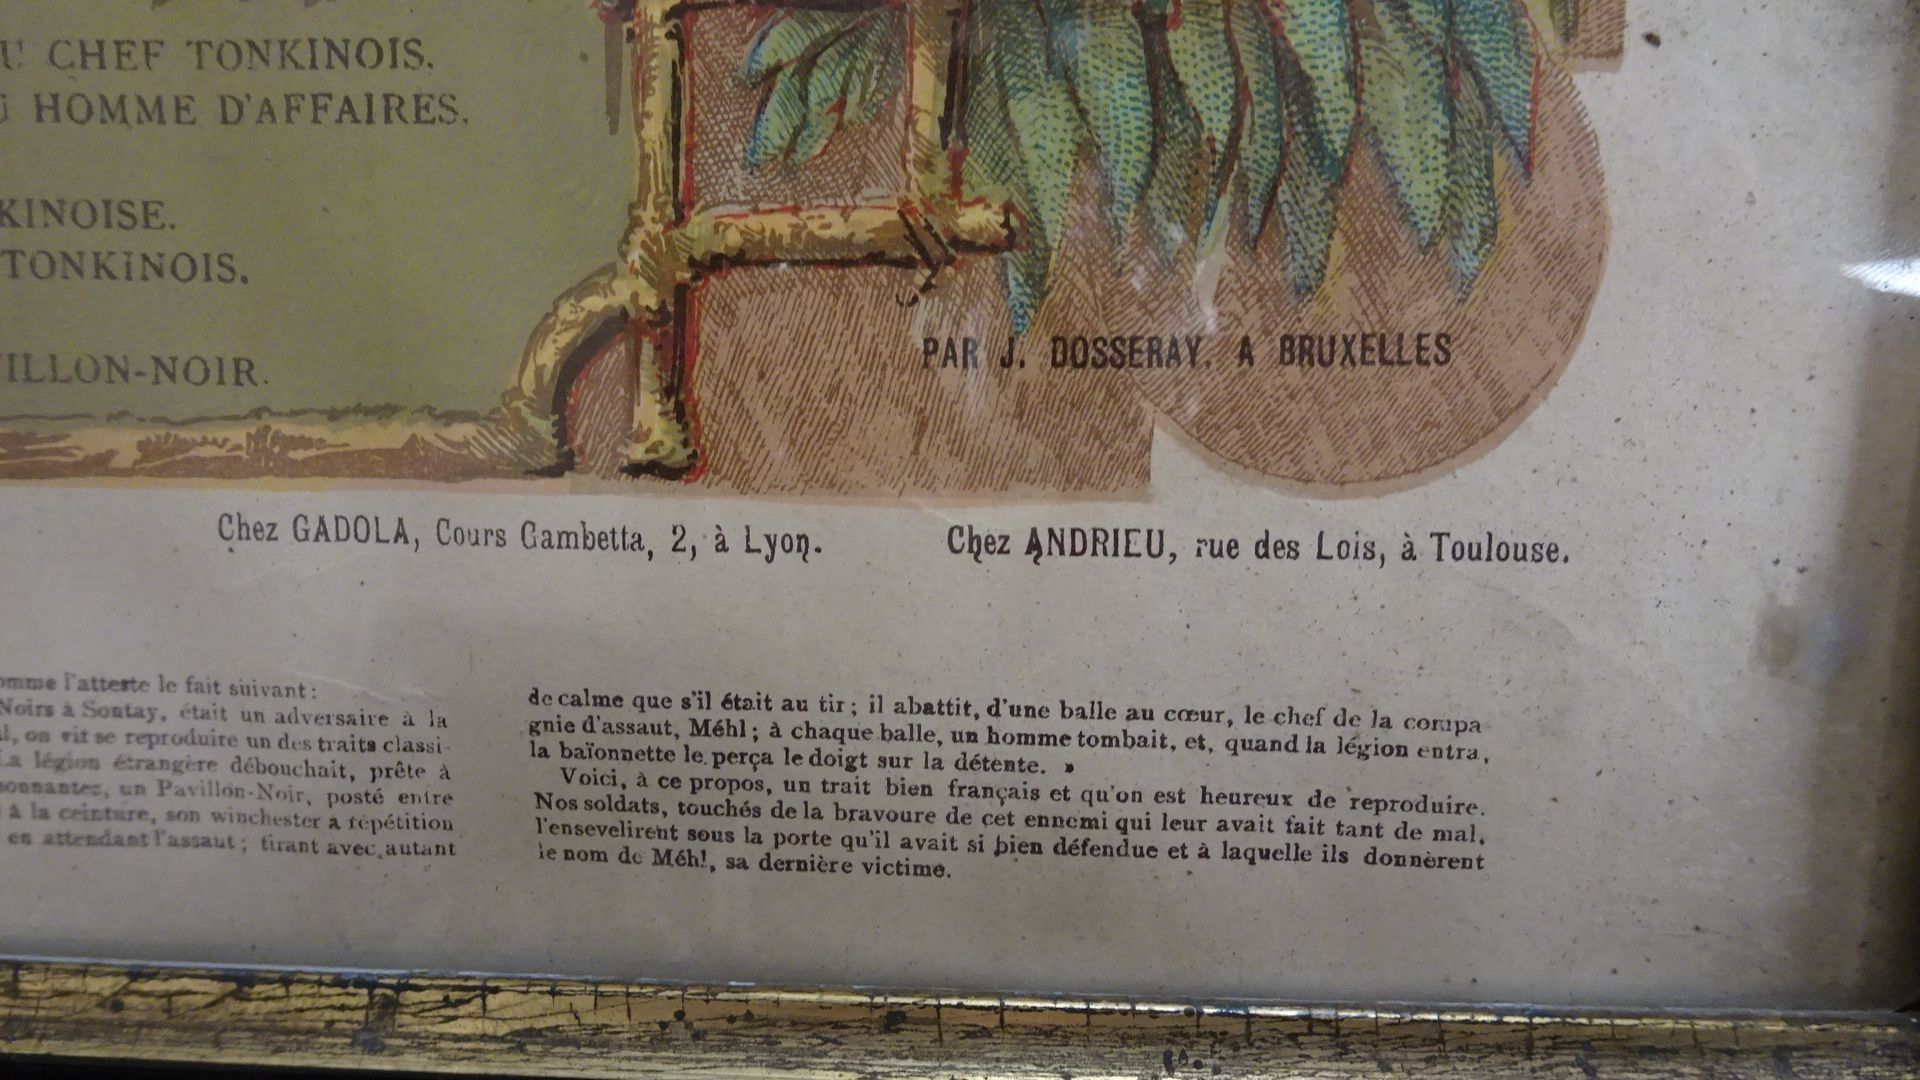 CHEF TONKINOIS.
HOMME D'AFFAIRES.
KINOISE.
TONKINOIS.
VILLON-NOIR.
PAR J. DOSSERAY. A BRUXELLES
Chez GADOLA, Cours Gambetta, 2, à Lyon.
Chez ANDRIEU, rue des Lois, à Toulouse.
omme l'atteste le fait suivant:
Noirs à Sontay, était un adversaire à la
l, on vit se reproduire un des traits classi-
La légion étrangère débouchait, prête à
sonnantes, un Pavillon-Noir, posté entre
à la ceinture, son winchester à répétition
en attendant l'assaut; tirant avec autant
de calme que s'il était au tir; il abattit, d'une balle au cœur, le chef de la compa
gnie d'assaut, Méhl; à chaque balle, un homme tombait, et, quand la légion entra,
la baïonnette le perça le doigt sur la détente. »
Voici, à ce propos, un trait bien français et qu'on est heureux de reproduire.
Nos soldats, touchés de la bravoure de cet ennemi qui leur avait fait tant de mal,
l'ensevelirent sous la porte qu'il avait si bien défendue et à laquelle ils donnèrent
le nom de Méhl, sa dernière victime.